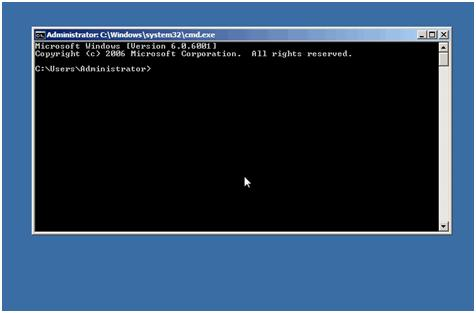 Administrator: C:\Windows\system32\cmd.exe
Microsoft Windows [Version 6.0.6001]
Copyright (c) 2006 Microsoft Corporation.  All rights reserved.
C:\Users\Administrator>